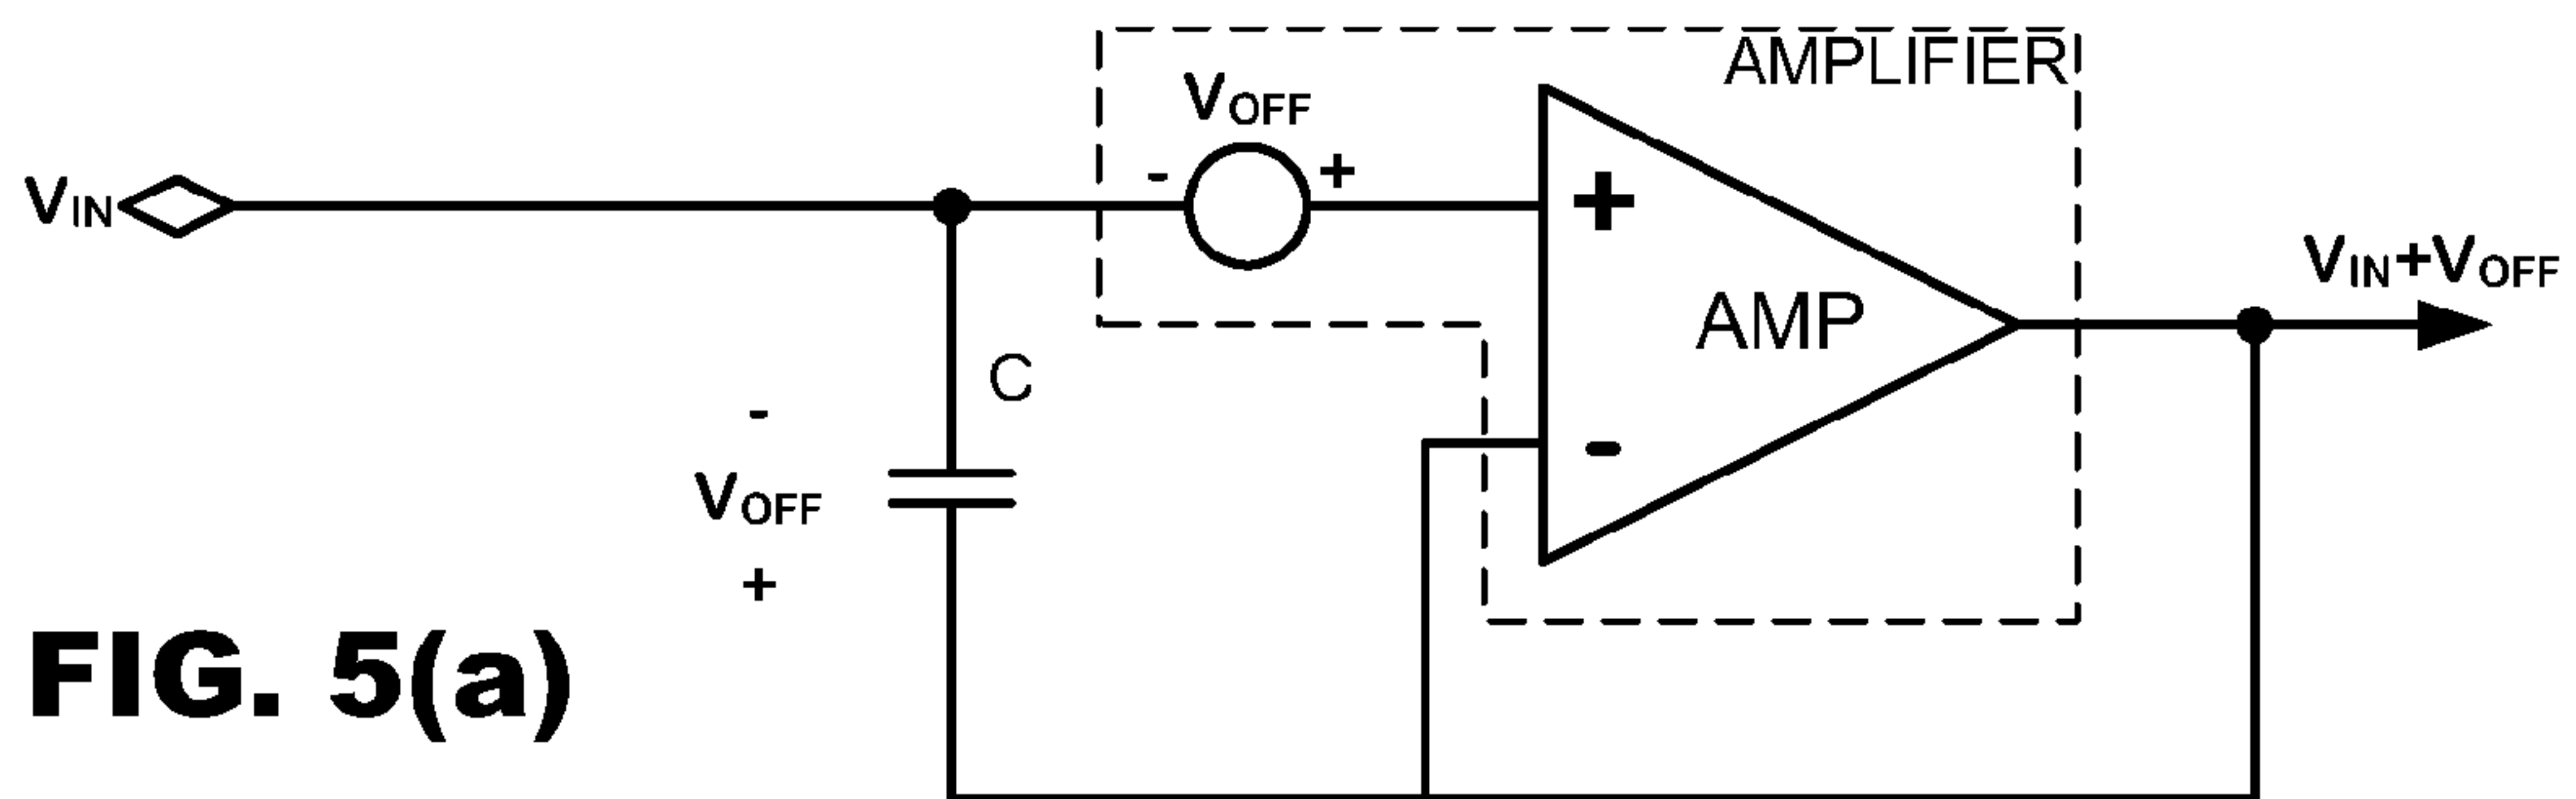 AMPLIFIER
VOFF
- +
VIN
+
VIN+VOFF
AMP
C
-
-
VOFF
+
FIG. 5(a)